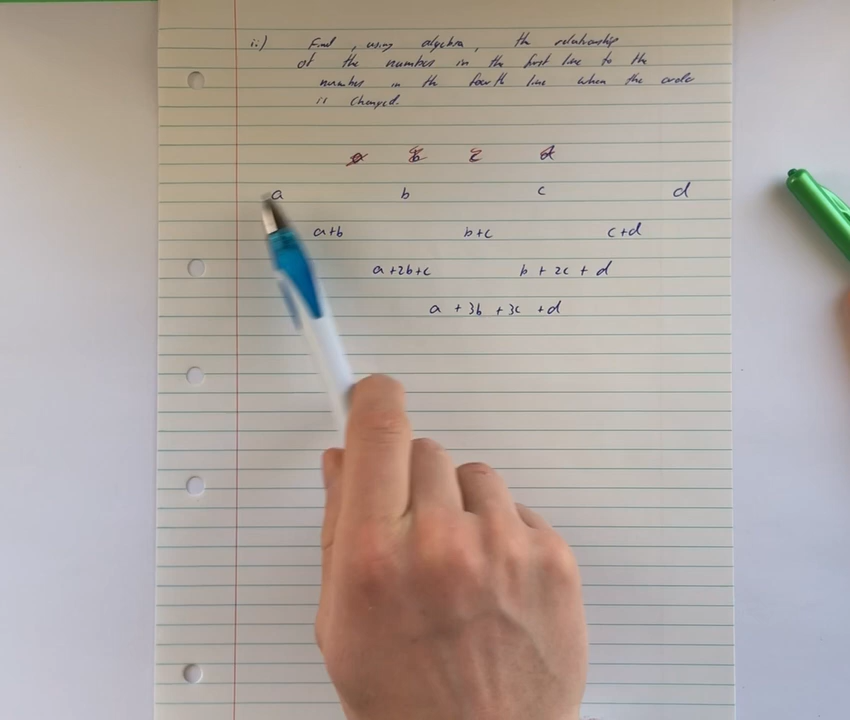 ii) Find, using algebra, the relationship
of the number in the first line to the
number in the fourth line when the order
is changed.
a b c d
a b c d
a+b b+c c+d
a+2b+c b + 2c + d
a + 3b + 3c + d